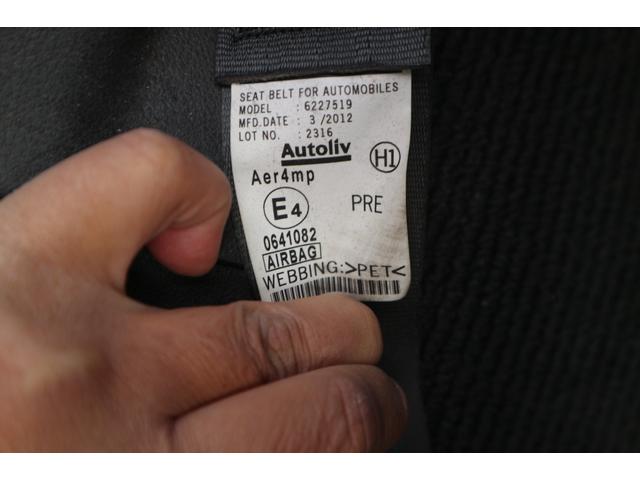 SEAT BELT FOR AUTOMOBILES
MODEL : 6227519
MFD.DATE : 3 /2012
LOT NO. : 2316
Autoliv
H1
Aer4mp
E4
PRE
0641082
AIRBAG
WEBBING:>PET<